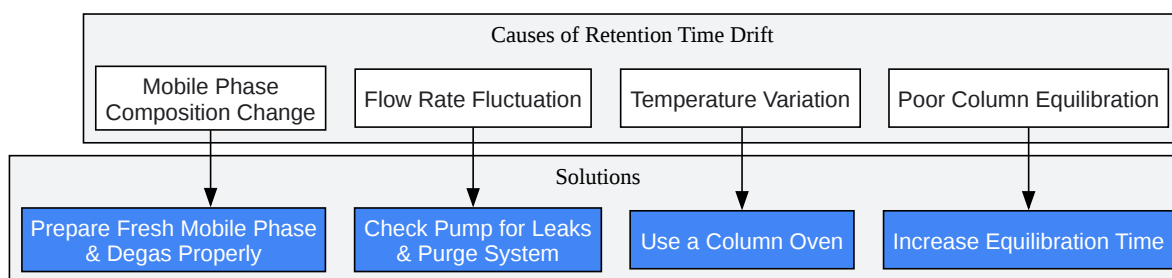 Causes of Retention Time Drift
Mobile Phase
Composition Change
Flow Rate Fluctuation
Temperature Variation
Poor Column Equilibration
Solutions
Prepare Fresh Mobile Phase
& Degas Properly
Check Pump for Leaks
& Purge System
Use a Column Oven
Increase Equilibration Time